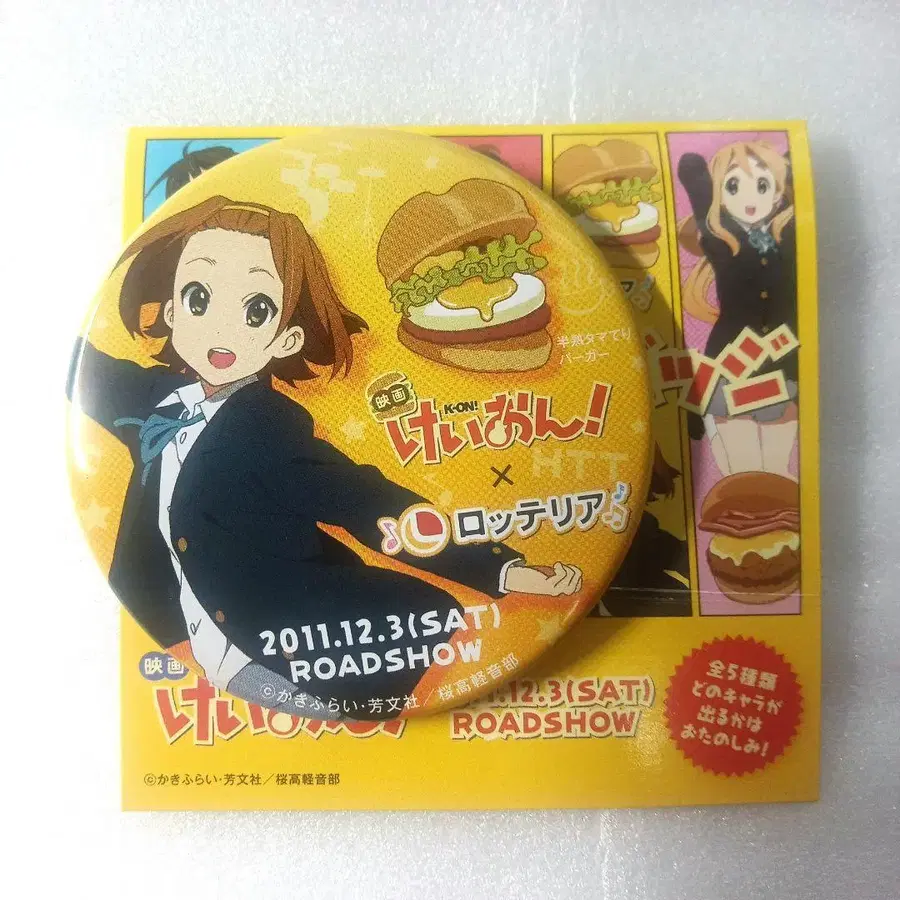 半熟タマてり
バーガー
映画
K-ON!
けいおん!
×
HTT
ロッテリア
2011.12.3(SAT)
ROADSHOW
©かきふらい・芳文社/桜高軽音部
映画
けいおん!
12.3(SAT)
ROADSHOW
全5種類
どのキャラが
出るかは
おたのしみ!
©かきふらい・芳文社/桜高軽音部